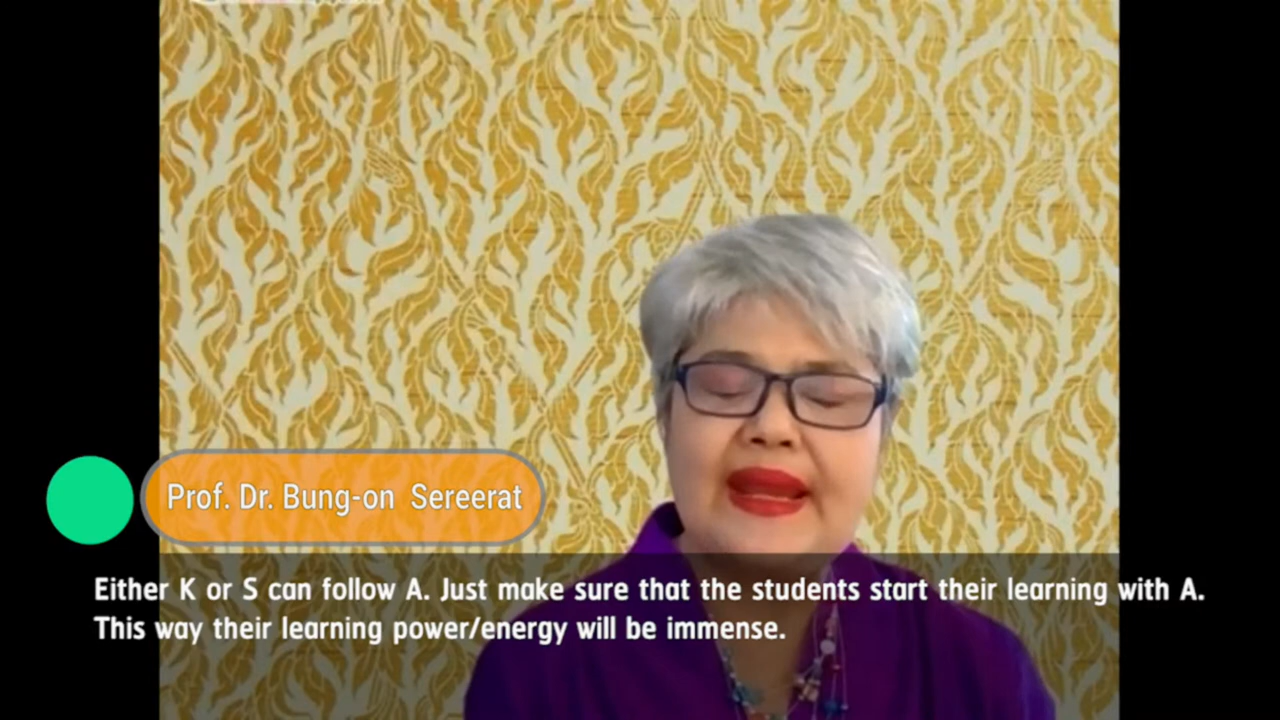 Prof. Dr. Bung-on Sereerat
Either K or S can follow A. Just make sure that the students start their learning with A.
This way their learning power/energy will be immense.